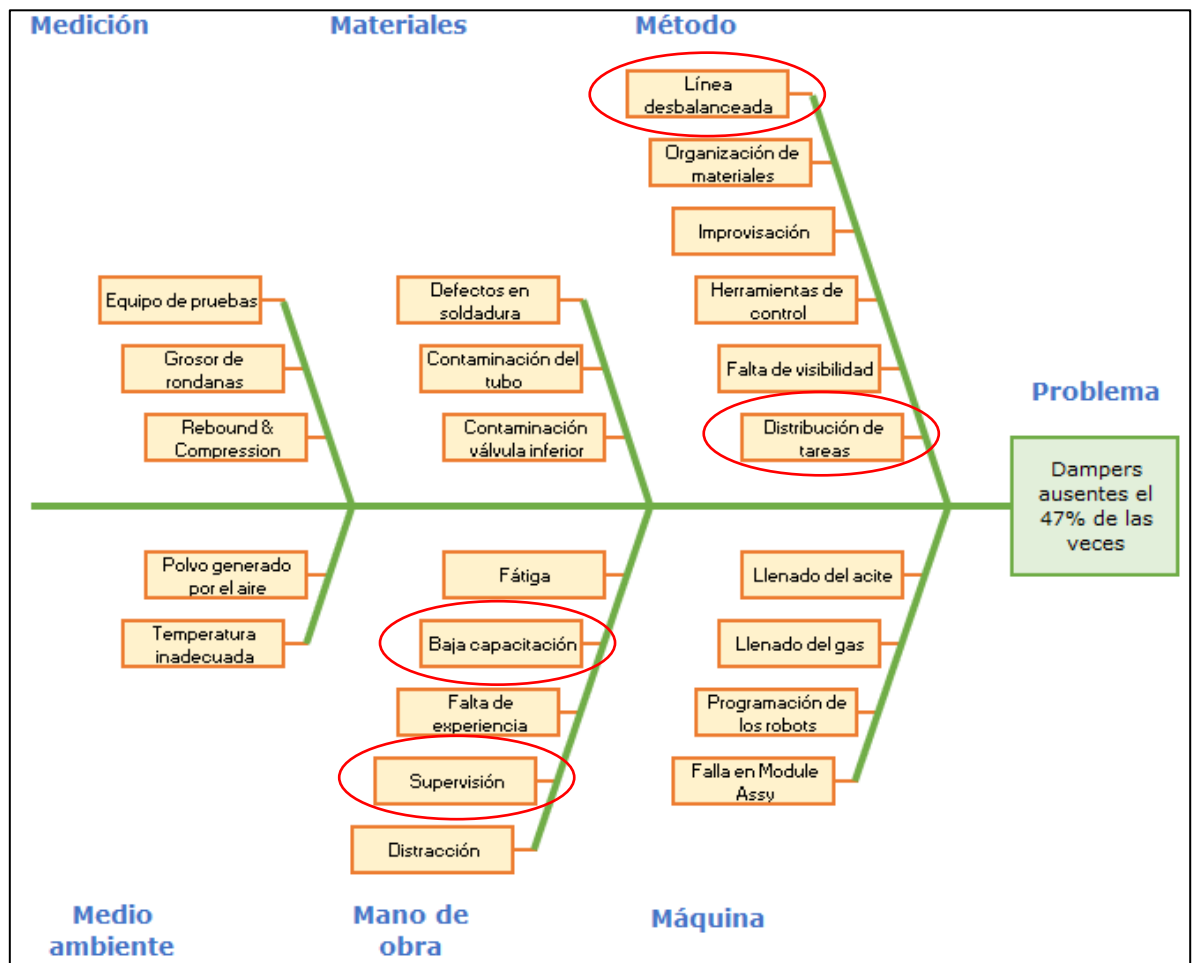 Medición
Materiales
Método
Línea
desbalanceada
Organización de
materiales
Improvisación
Herramientas de
control
Falta de visibilidad
Distribución de
tareas
Equipo de pruebas
Grosor de
rondanas
Rebound &
Compression
Defectos en
soldadura
Contaminación del
tubo
Contaminación
válvula inferior
Problema
Dampers
ausentes el
47% de las
veces
Polvo generado
por el aire
Temperatura
inadecuada
Fátiga
Baja capacitación
Falta de
experiencia
Supervisión
Distracción
Llenado del acite
Llenado del gas
Programación de
los robots
Falla en Module
Assy
Medio
ambiente
Mano de
obra
Máquina